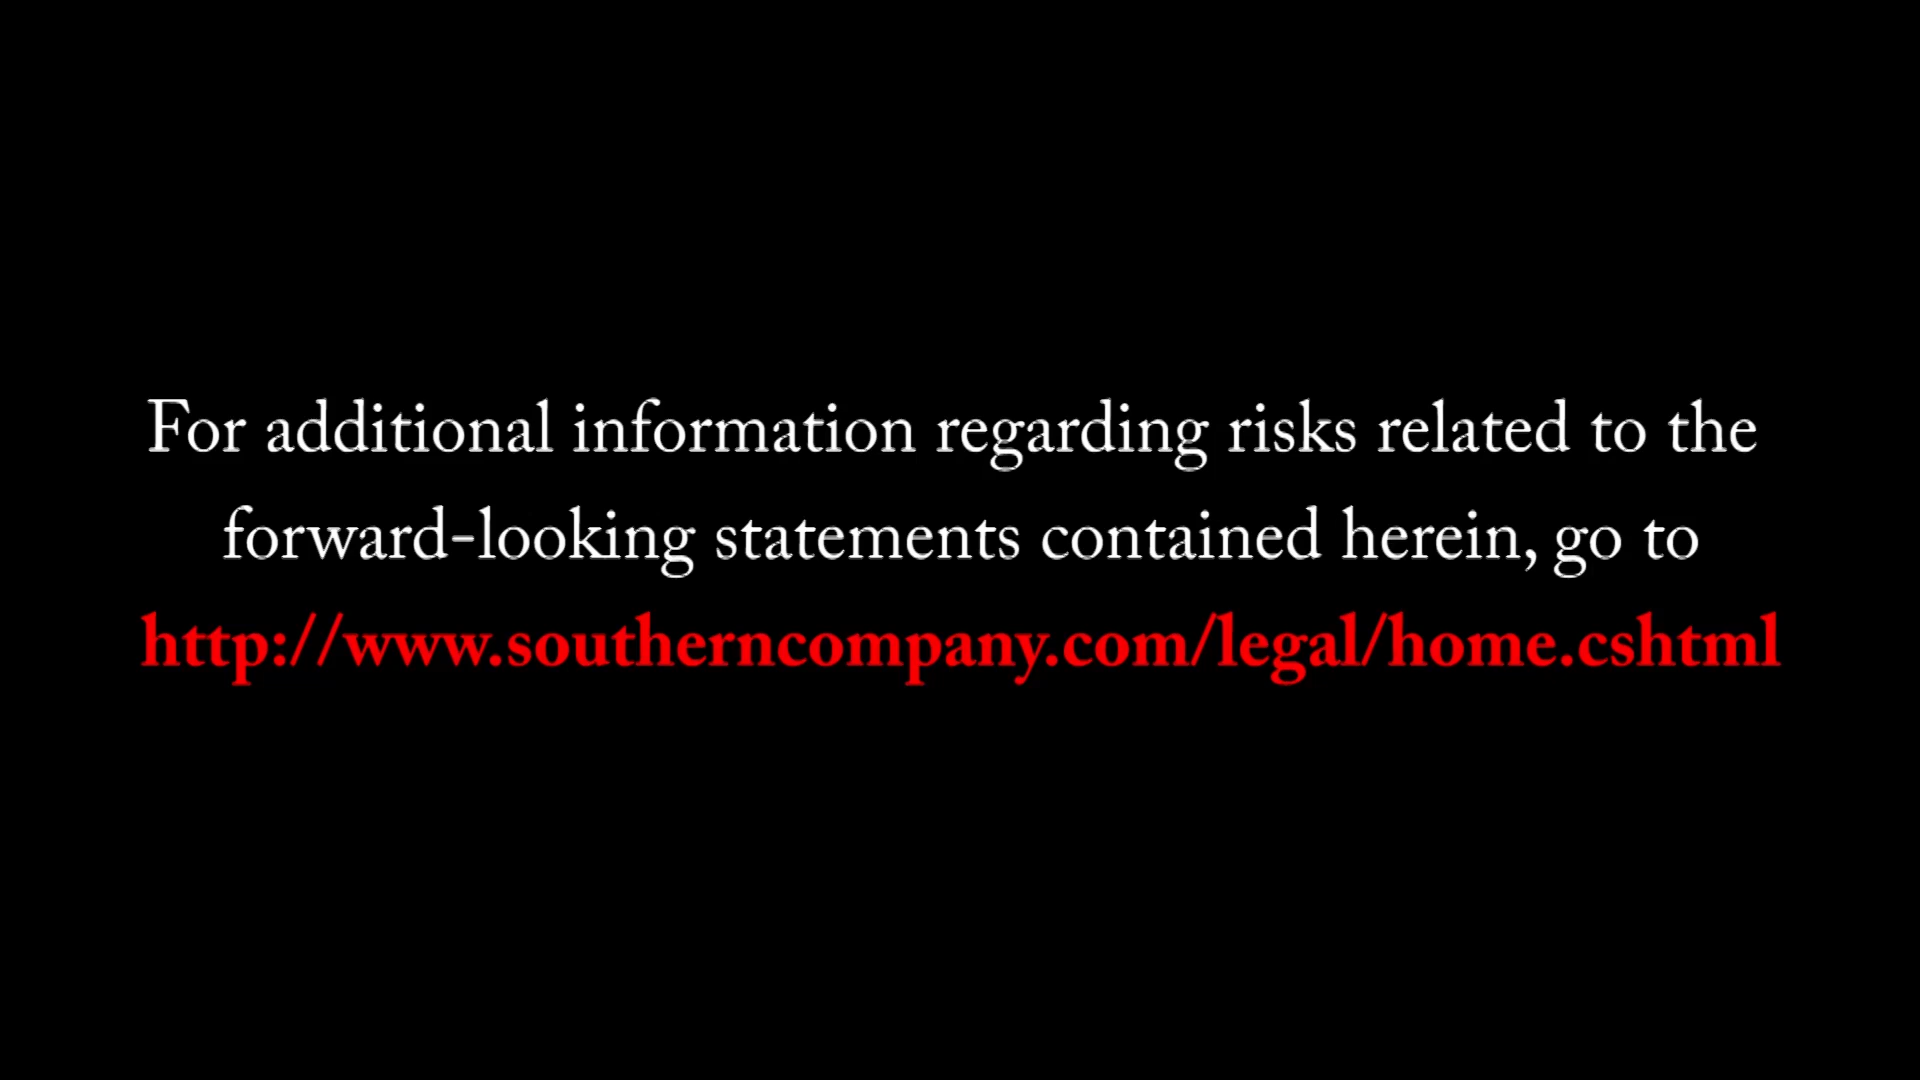 For additional information regarding risks related to the
forward-looking statements contained herein, go to
http://www.southerncompany.com/legal/home.cshtml